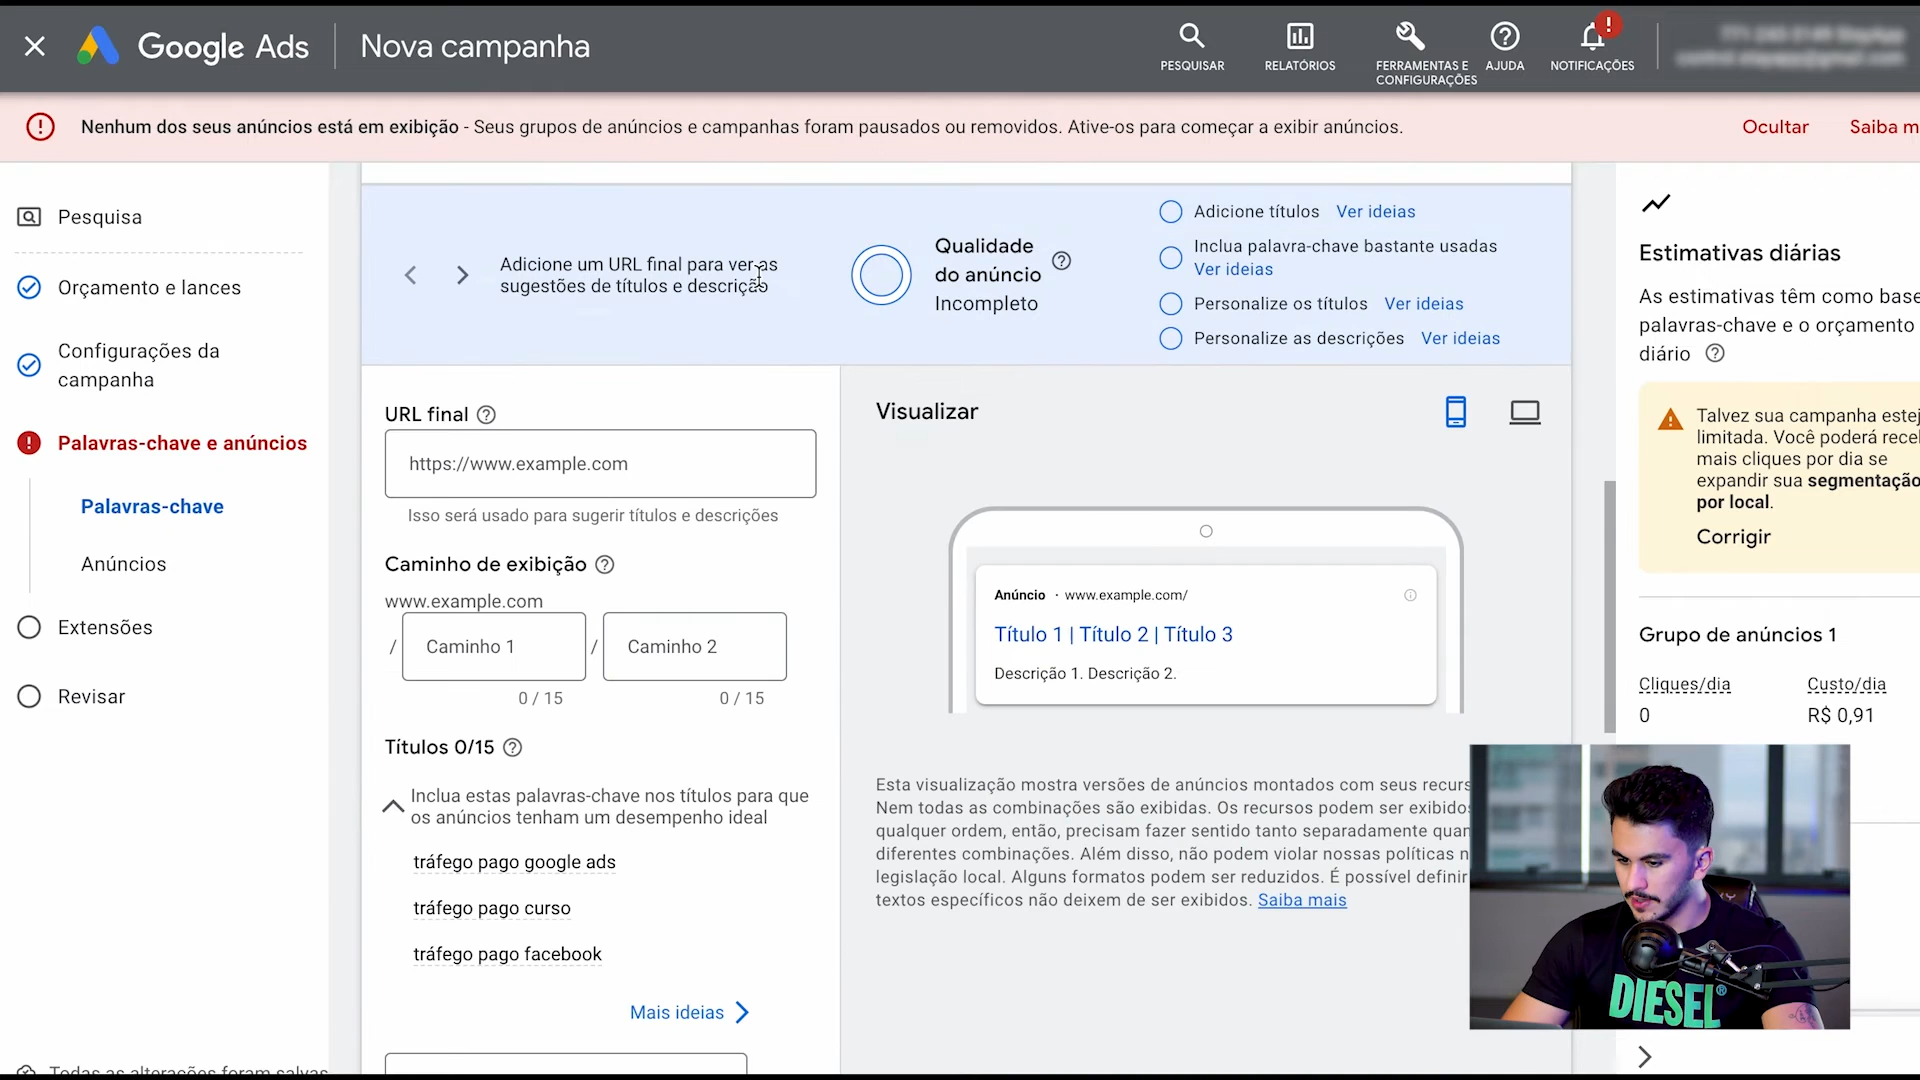 Google Ads
Nova campanha
PESQUISAR
RELATÓRIOS
FERRAMENTAS E
CONFIGURAÇÕES
AJUDA
NOTIFICAÇÕES
Nenhum dos seus anúncios está em exibição - Seus grupos de anúncios e campanhas foram pausados ou removidos. Ative-os para começar a exibir anúncios.
Ocultar
Saiba m
Pesquisa
Orçamento e lances
Configurações da
campanha
Palavras-chave e anúncios
Palavras-chave
Anúncios
Extensões
Revisar
Todas as alterações foram salvas
Adicione um URL final para ver as
sugestões de títulos e descrição
Qualidade
do anúncio
Incompleto
Adicione títulos Ver ideias
Inclua palavra-chave bastante usadas
Ver ideias
Personalize os títulos Ver ideias
Personalize as descrições Ver ideias
URL final
https://www.example.com
Isso será usado para sugerir títulos e descrições
Caminho de exibição
www.example.com
/ Caminho 1 / Caminho 2
0 / 15 0 / 15
Títulos 0/15
Inclua estas palavras-chave nos títulos para que
os anúncios tenham um desempenho ideal
tráfego pago google ads
tráfego pago curso
tráfego pago facebook
Mais ideias
Visualizar
Anúncio · www.example.com/
Título 1 | Título 2 | Título 3
Descrição 1. Descrição 2.
Esta visualização mostra versões de anúncios montados com seus recurs
Nem todas as combinações são exibidas. Os recursos podem ser exibidos
qualquer ordem, então, precisam fazer sentido tanto separadamente quan
diferentes combinações. Além disso, não podem violar nossas políticas n
legislação local. Alguns formatos podem ser reduzidos. É possível definir
textos específicos não deixem de ser exibidos. Saiba mais
Estimativas diárias
As estimativas têm como base
palavras-chave e o orçamento
diário
Talvez sua campanha estej
limitada. Você poderá rece
mais cliques por dia se
expandir sua segmentação
por local.
Corrigir
Grupo de anúncios 1
Cliques/dia Custo/dia
0 R$ 0,91
DIESEL